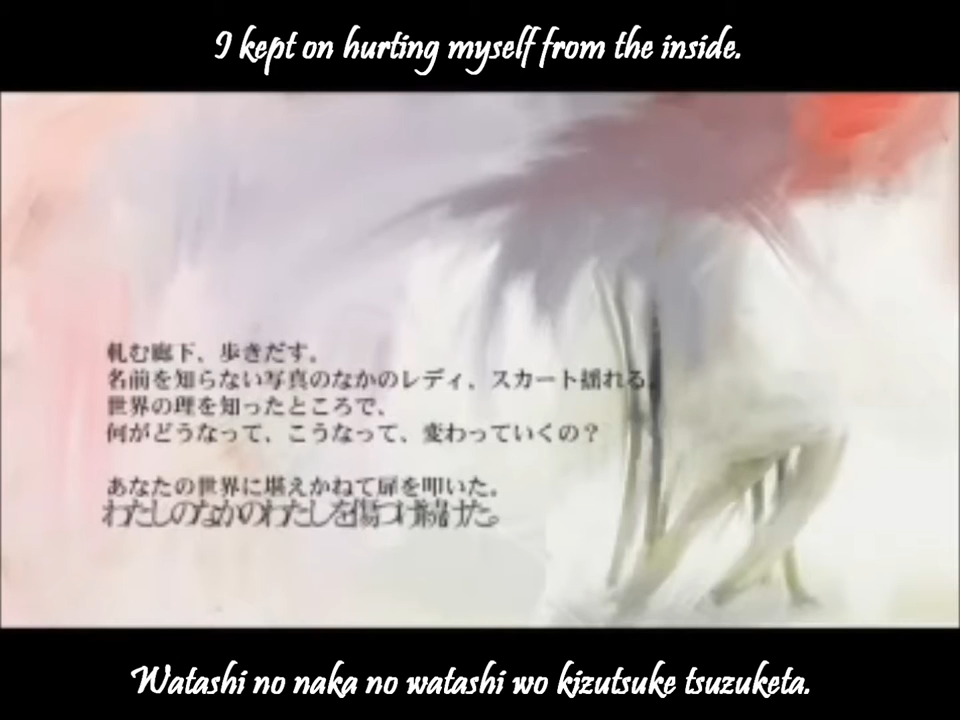 I kept on hurting myself from the inside.
軋む廊下、歩きだす。
名前を知らない写真のなかのレディ、スカート揺れる。
世界の理を知ったところで、
何がどうなって、こうなって、変わっていくの？
あなたの世界に堪えかねて扉を叩いた。
わたしのなかのわたしを傷つけ続けた。
Watashi no naka no watashi wo kizutsuke tsuzuketa.